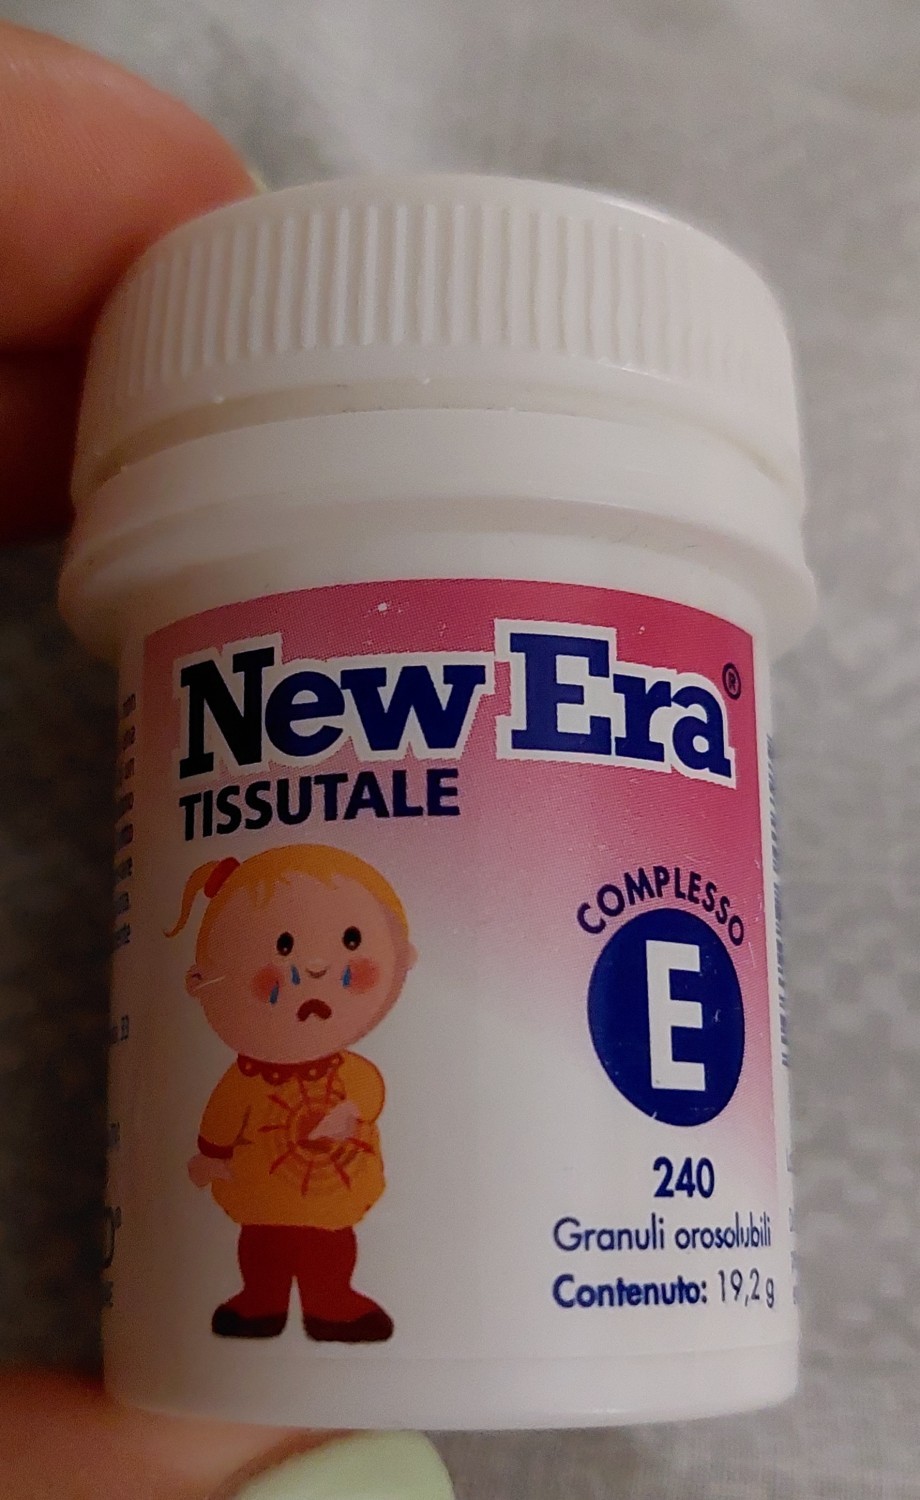 New Era®
TISSUTALE
COMPLESSO
E
240
Granuli orosolubili
Contenuto: 19,2 g